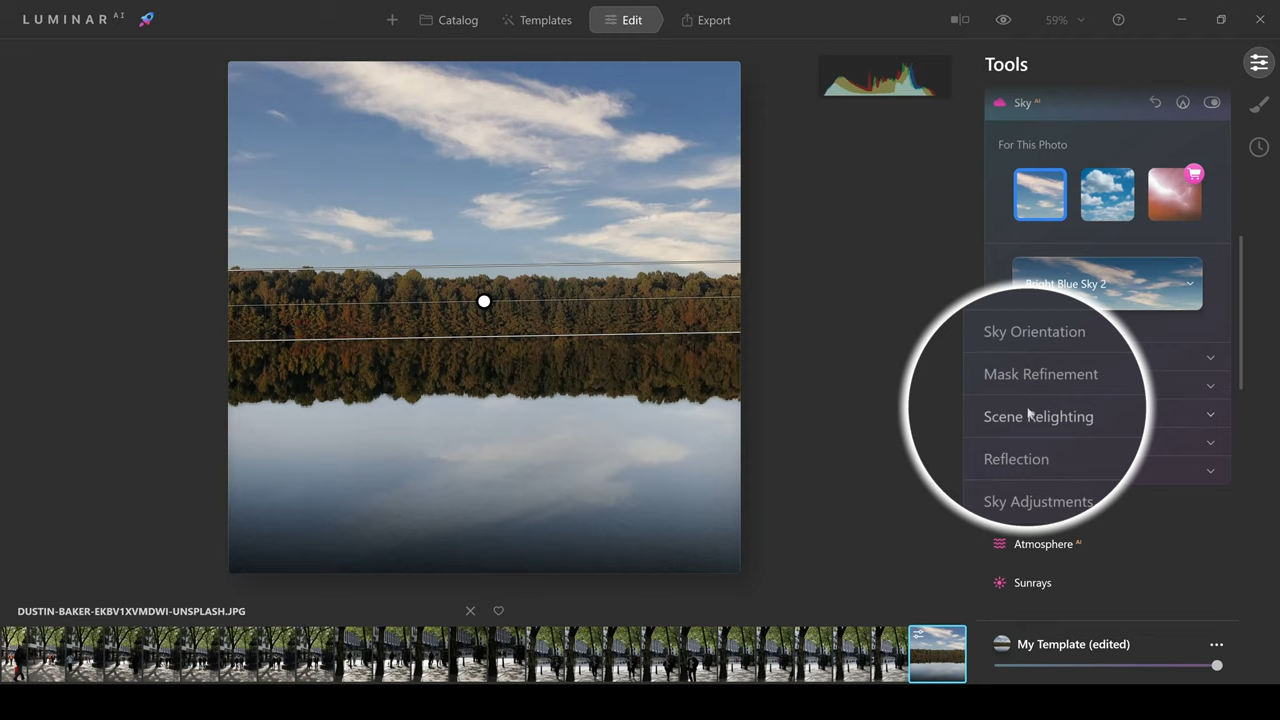 LUMINAR AI
Catalog
Templates
Edit
Export
59%
Tools
Sky AI
For This Photo
Bright Blue Sky 2
Sky Orientation
Mask Refinement
Scene Relighting
Reflection
Sky Adjustments
Atmosphere AI
Sunrays
DUSTIN-BAKER-EKBV1XVMDWI-UNSPLASH.JPG
My Template (edited)